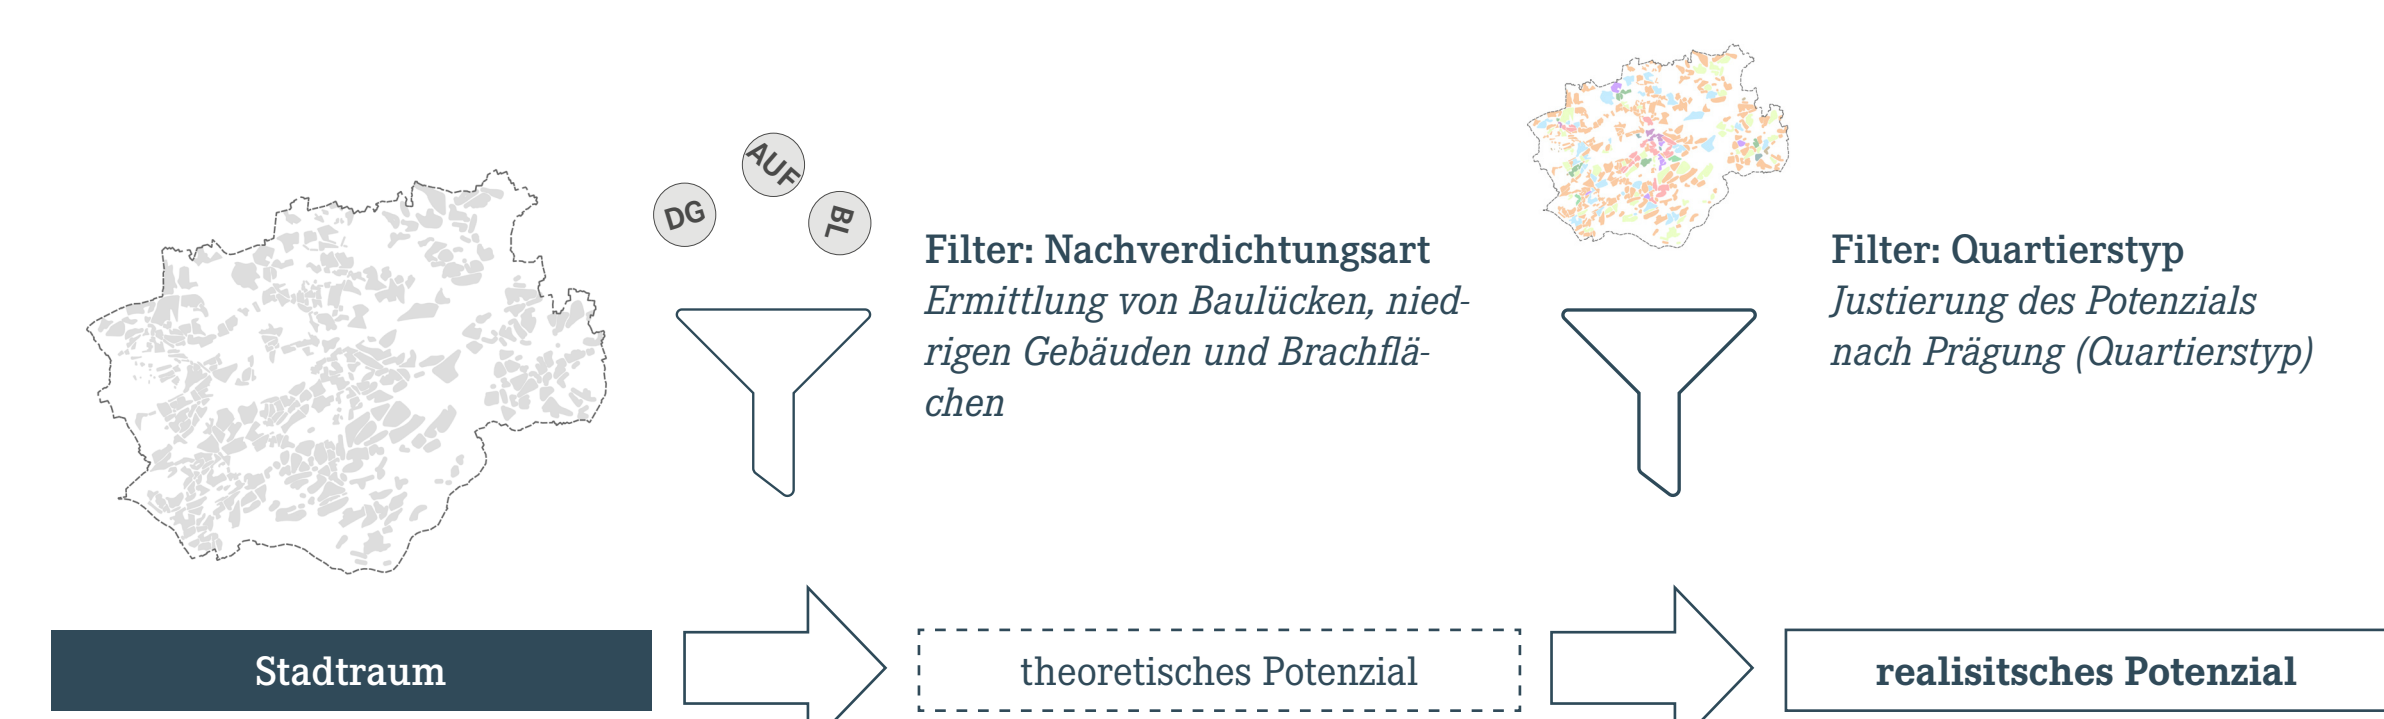 DG
AUF
BL
Filter: Nachverdichtungsart
Ermittlung von Baulücken, nied-
rigen Gebäuden und Brachflä-
chen
Filter: Quartierstyp
Justierung des Potenzials
nach Prägung (Quartierstyp)
Stadtraum
theoretisches Potenzial
realisitsches Potenzial